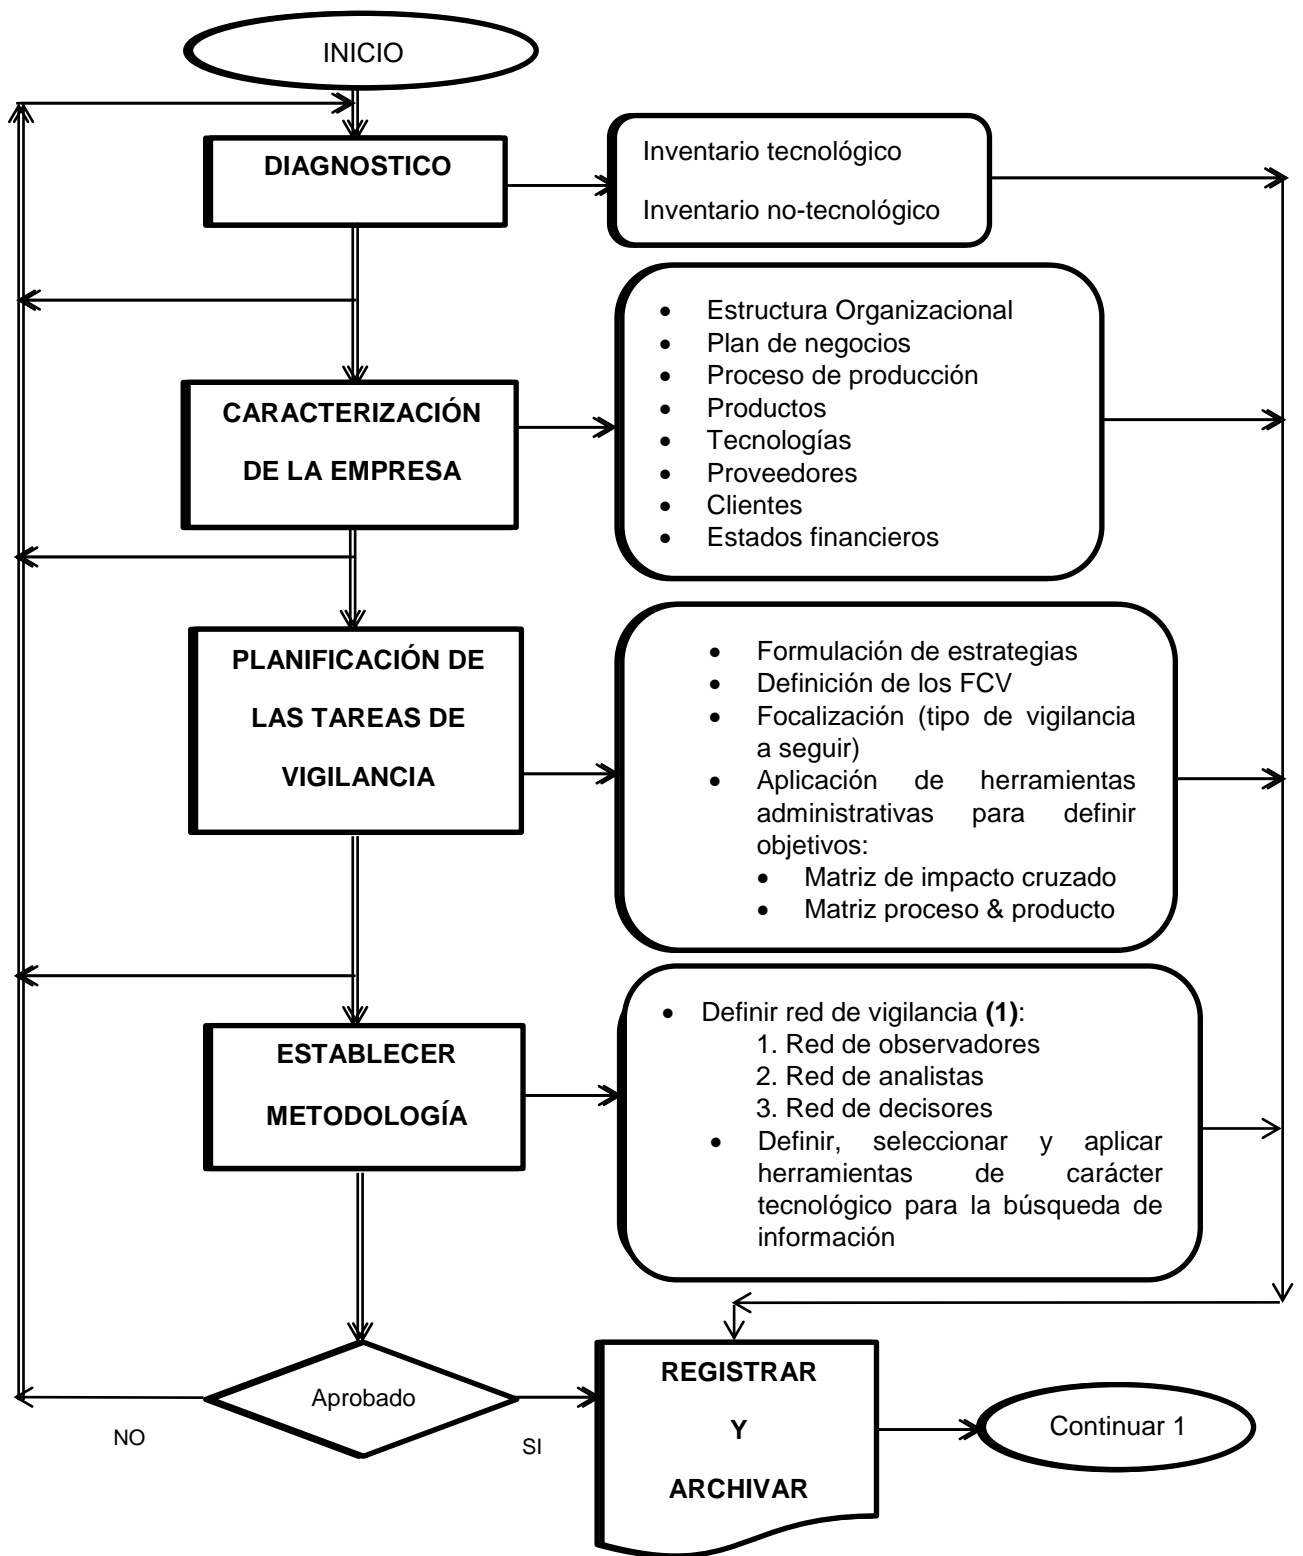 INICIO
DIAGNOSTICO
Inventario tecnológico
Inventario no-tecnológico
CARACTERIZACIÓN
DE LA EMPRESA
• Estructura Organizacional
• Plan de negocios
• Proceso de producción
• Productos
• Tecnologías
• Proveedores
• Clientes
• Estados financieros
PLANIFICACIÓN DE
LAS TAREAS DE
VIGILANCIA
• Formulación de estrategias
• Definición de los FCV
• Focalización (tipo de vigilancia
a seguir)
• Aplicación de herramientas
administrativas para definir
objetivos:
• Matriz de impacto cruzado
• Matriz proceso & producto
ESTABLECER
METODOLOGÍA
• Definir red de vigilancia (1):
1. Red de observadores
2. Red de analistas
3. Red de decisores
• Definir, seleccionar y aplicar
herramientas de carácter
tecnológico para la búsqueda de
información
Aprobado
NO
SI
REGISTRAR
Y
ARCHIVAR
Continuar 1